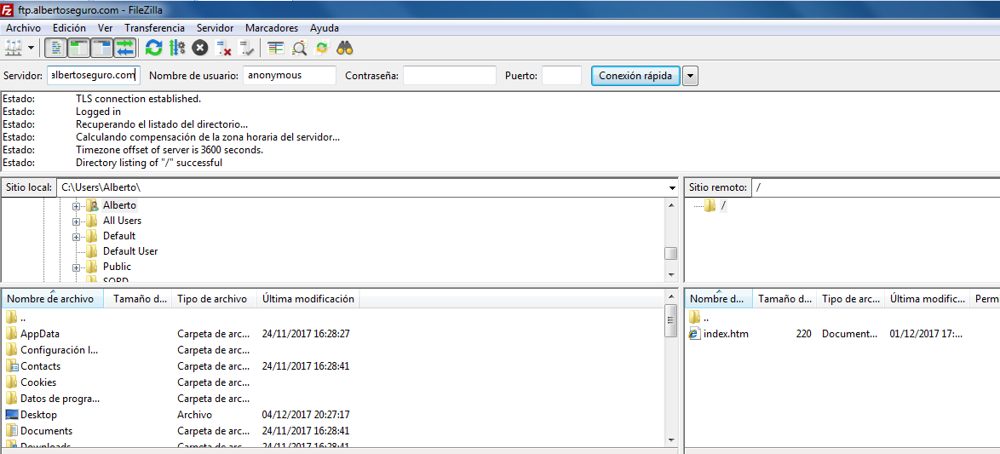 ftp.albertoseguro.com - FileZilla
Archivo Edición Ver Transferencia Servidor Marcadores Ayuda
Servidor: albertoseguro.com Nombre de usuario: anonymous Contraseña: Puerto: Conexión rápida
Estado: TLS connection established.
Estado: Logged in
Estado: Recuperando el listado del directorio...
Estado: Calculando compensación de la zona horaria del servidor...
Estado: Timezone offset of server is 3600 seconds.
Estado: Directory listing of "/" successful
Sitio local: C:\Users\Alberto\
Alberto
All Users
Default
Default User
Public
SQRD
Sitio remoto: /
/
Nombre de archivo Tamaño d... Tipo de archivo Última modificación
..
AppData Carpeta de arc... 24/11/2017 16:28:27
Configuración l... Carpeta de arc...
Contacts Carpeta de arc... 24/11/2017 16:28:41
Cookies Carpeta de arc...
Datos de progra... Carpeta de arc...
Desktop Archivo 04/12/2017 20:27:17
Documents Carpeta de arc... 24/11/2017 16:28:41
Downloads Carpeta de arc... 24/11/2017 16:28:41
Nombre d... Tamaño d... Tipo de arc... Última modific... Perm
..
index.htm 220 Document... 01/12/2017 17:...